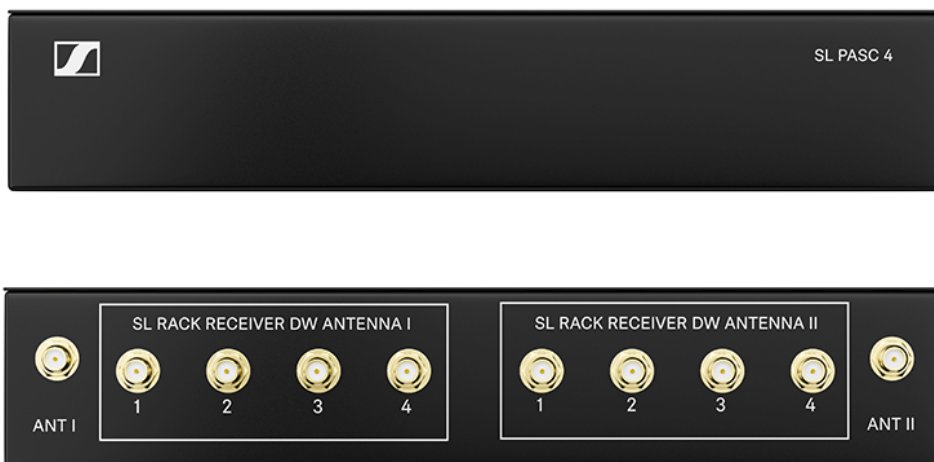 SL PASC 4
SL RACK RECEIVER DW ANTENNA I
1 2 3 4
ANT I
SL RACK RECEIVER DW ANTENNA II
1 2 3 4
ANT II